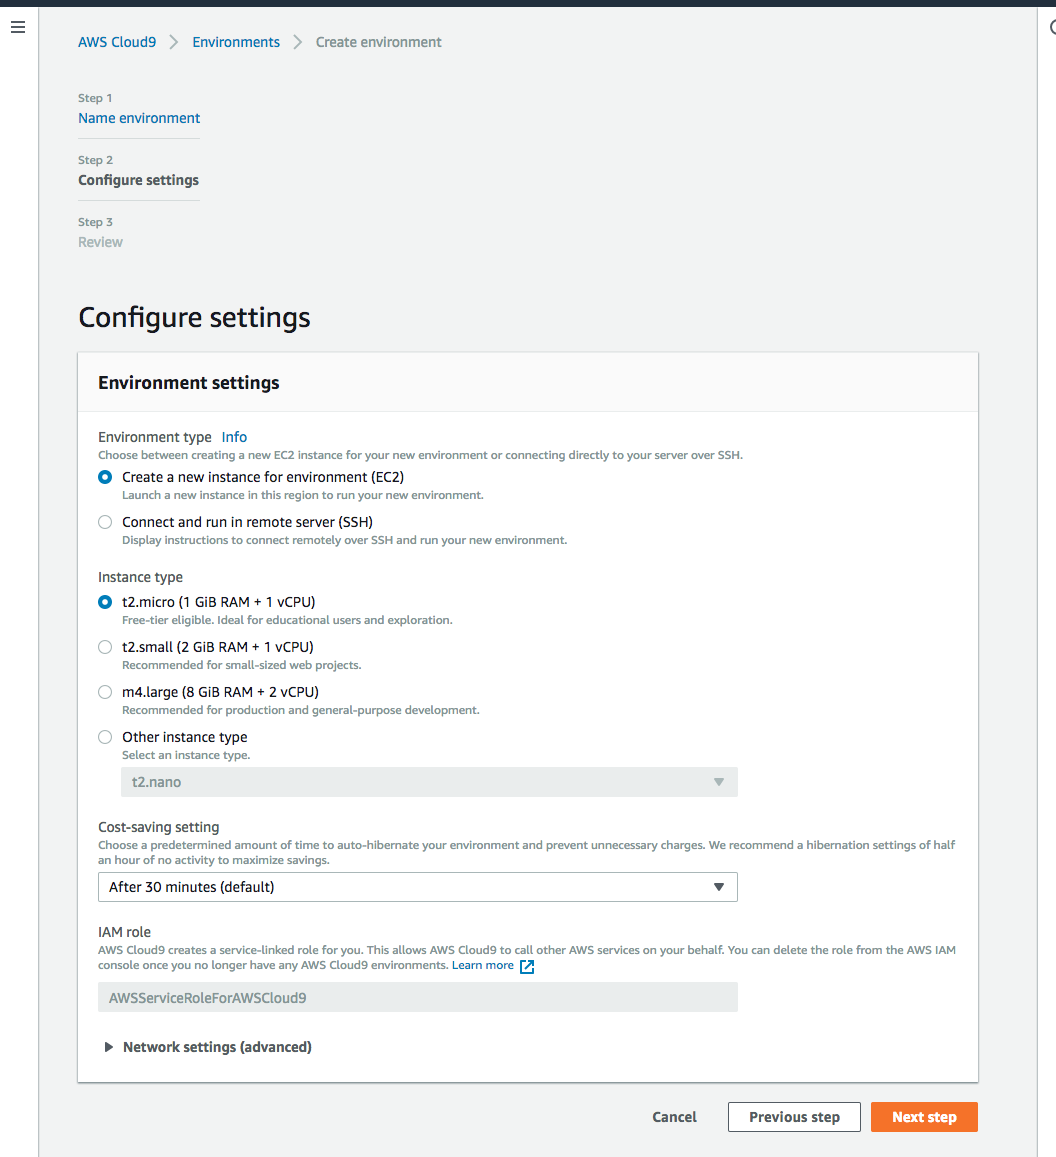 AWS Cloud9 > Environments > Create environment
Step 1
Name environment
Step 2
Configure settings
Step 3
Review
Configure settings
Environment settings
Environment type Info
Choose between creating a new EC2 instance for your new environment or connecting directly to your server over SSH.
Create a new instance for environment (EC2)
Launch a new instance in this region to run your new environment.
Connect and run in remote server (SSH)
Display instructions to connect remotely over SSH and run your new environment.
Instance type
t2.micro (1 GiB RAM + 1 vCPU)
Free-tier eligible. Ideal for educational users and exploration.
t2.small (2 GiB RAM + 1 vCPU)
Recommended for small-sized web projects.
m4.large (8 GiB RAM + 2 vCPU)
Recommended for production and general-purpose development.
Other instance type
Select an instance type.
t2.nano
Cost-saving setting
Choose a predetermined amount of time to auto-hibernate your environment and prevent unnecessary charges. We recommend a hibernation settings of half
an hour of no activity to maximize savings.
After 30 minutes (default)
IAM role
AWS Cloud9 creates a service-linked role for you. This allows AWS Cloud9 to call other AWS services on your behalf. You can delete the role from the AWS IAM
console once you no longer have any AWS Cloud9 environments. Learn more
AWSServiceRoleForAWSCloud9
Network settings (advanced)
Cancel Previous step Next step